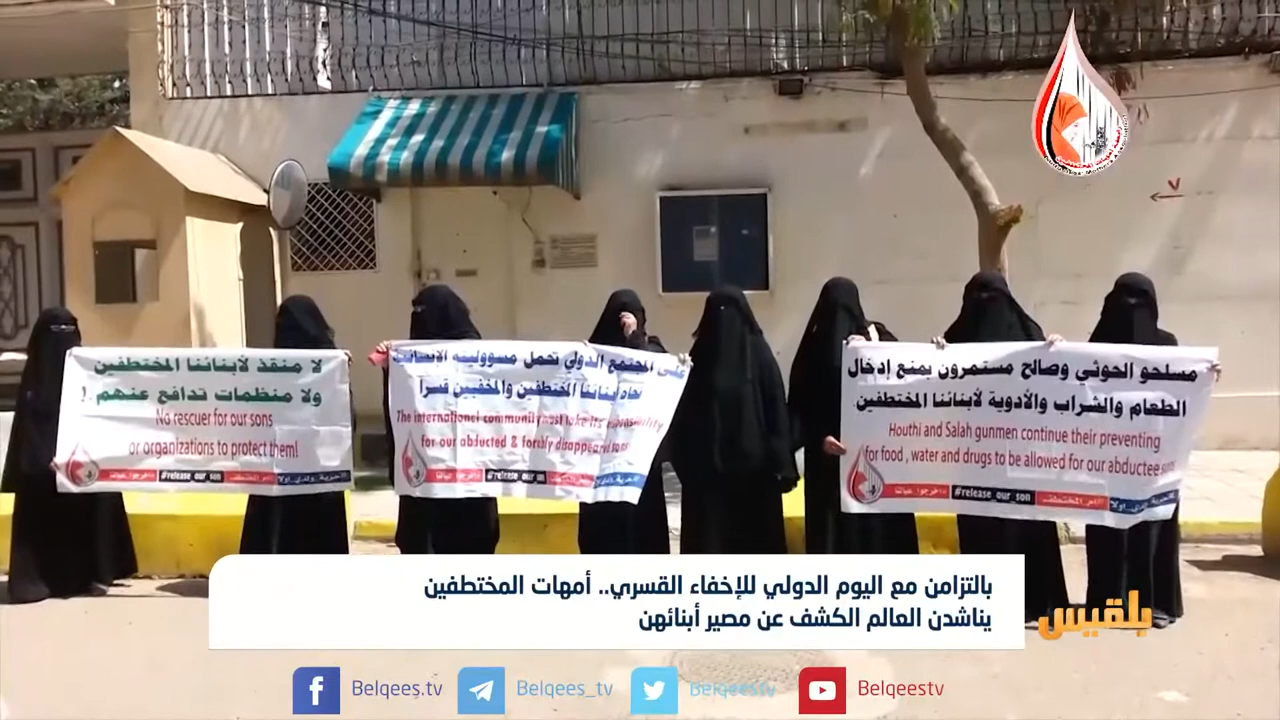 لا منقذ لأبنائنا المختطفين
ولا منظمات تدافع عنهم .!
No rescuer for our sons
or organizations to protect them!
#release_our_son
على المجتمع الدولي تحمل مسؤوليته الإنسانية
تجاه أبنائنا المختطفين والمخفيين قسراً
The international community must take its responsibility
for our abducted & forcibly disappeared sons
#release_our_son
مسلحو الحوثي وصالح مستمرون بمنع إدخال
الطعام والشراب والأدوية لأبنائنا المختطفين
Houthi and Salah gunmen continue their preventing
for food , water and drugs to be allowed for our abductee sons
#release_our_son
بالتزامن مع اليوم الدولي للإخفاء القسري.. أمهات المختطفين
يناشدن العالم الكشف عن مصير أبنائهن
بلقيس
Belqees.tv
Belqees_tv
Belqeestv
Belqeestv